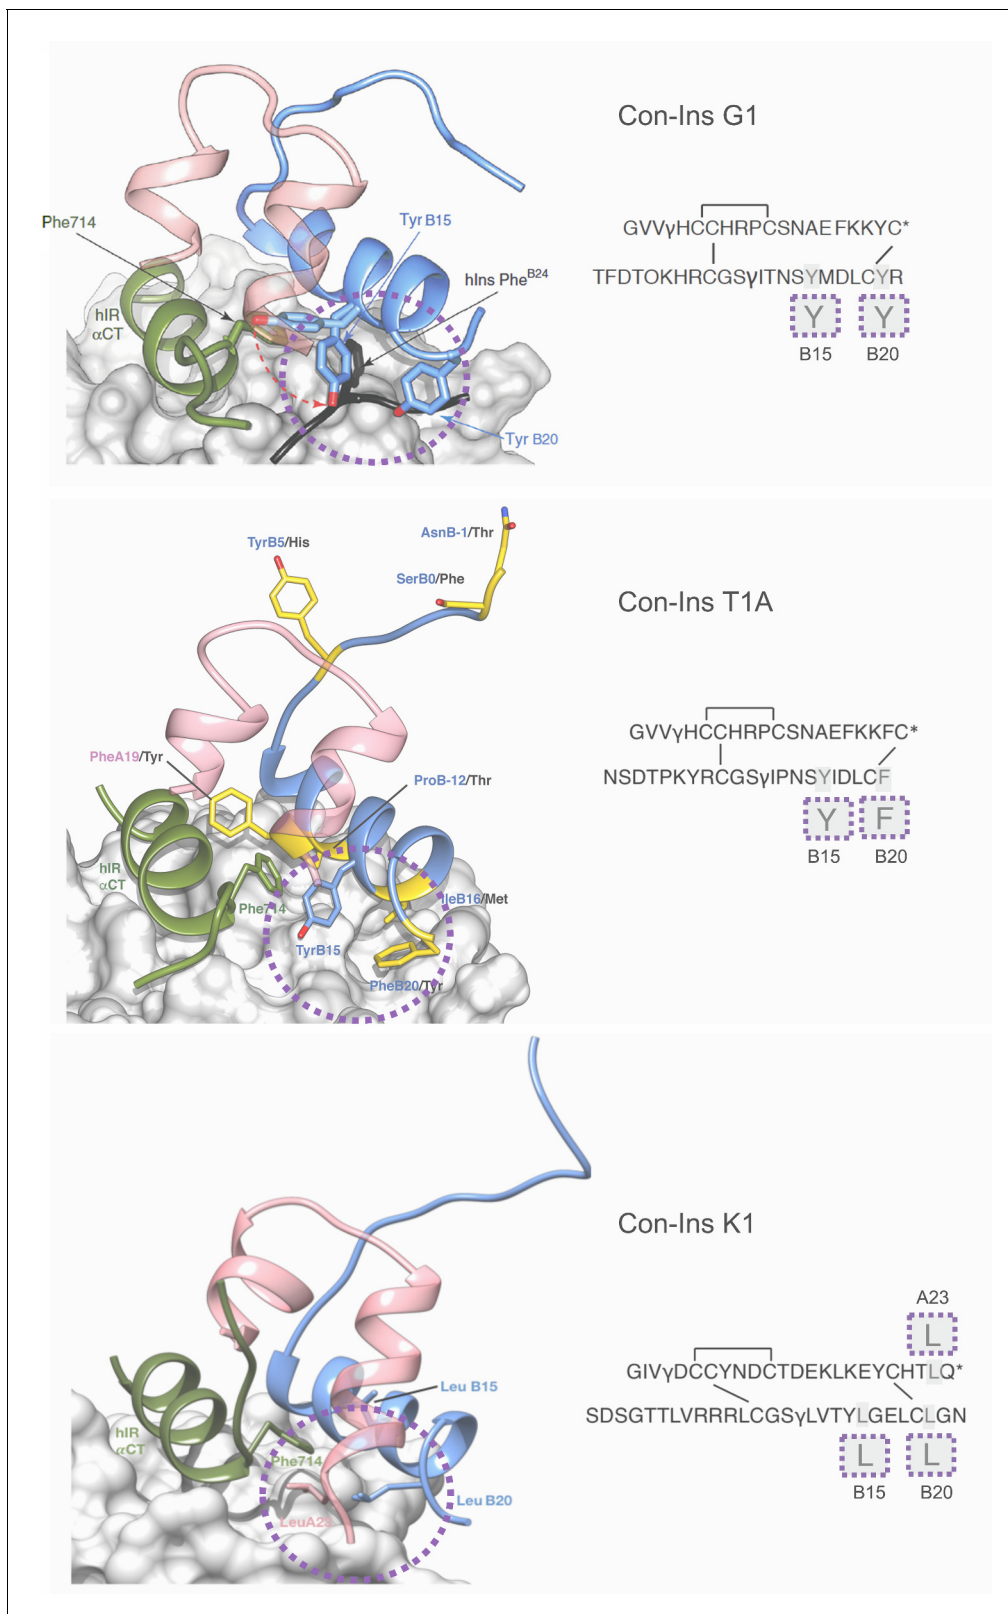 Con-Ins G1
Phe714
Tyr B15
hIns Phe^B24
hIR
αCT
Tyr B20
GVVγHCCHRPCSNAEFKKYC*
TFDTOKHRCGSγITNSYMDLCYR
Y Y
B15 B20
AsnB-1/Thr
TyrB5/His
SerB0/Phe
Con-Ins T1A
PheA19/Tyr
ProB-12/Thr
hIR
αCT
Phe714
IleB16/Met
TyrB15
PheB20/Tyr
GVVγHCCHRPCSNAEFKKFC*
NSDTPKYRCGSγIPNSYIDLCF
Y F
B15 B20
Con-Ins K1
Leu B15
hIR
αCT
Phe714
Leu B20
LeuA23
A23
L
GIVγDCCYNDCTDEKLKEYCHTLQ*
SDSGTTLVRRRLCGSγLVTYLGELCLGN
L L
B15 B20